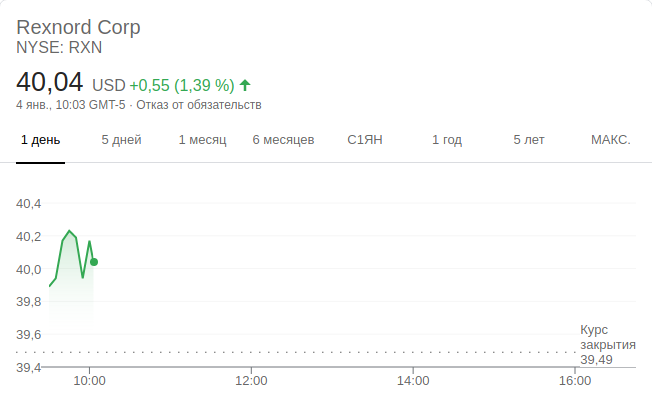 Rexnord Corp
NYSE: RXN
40,04 USD +0,55 (1,39 %)
4 янв., 10:03 GMT-5 · Отказ от обязательств
1 день 5 дней 1 месяц 6 месяцев С1ЯН 1 год 5 лет МАКС.
40,4
40,2
40,0
39,8
39,6
39,4
Курс
закрытия
39,49
10:00 12:00 14:00 16:00